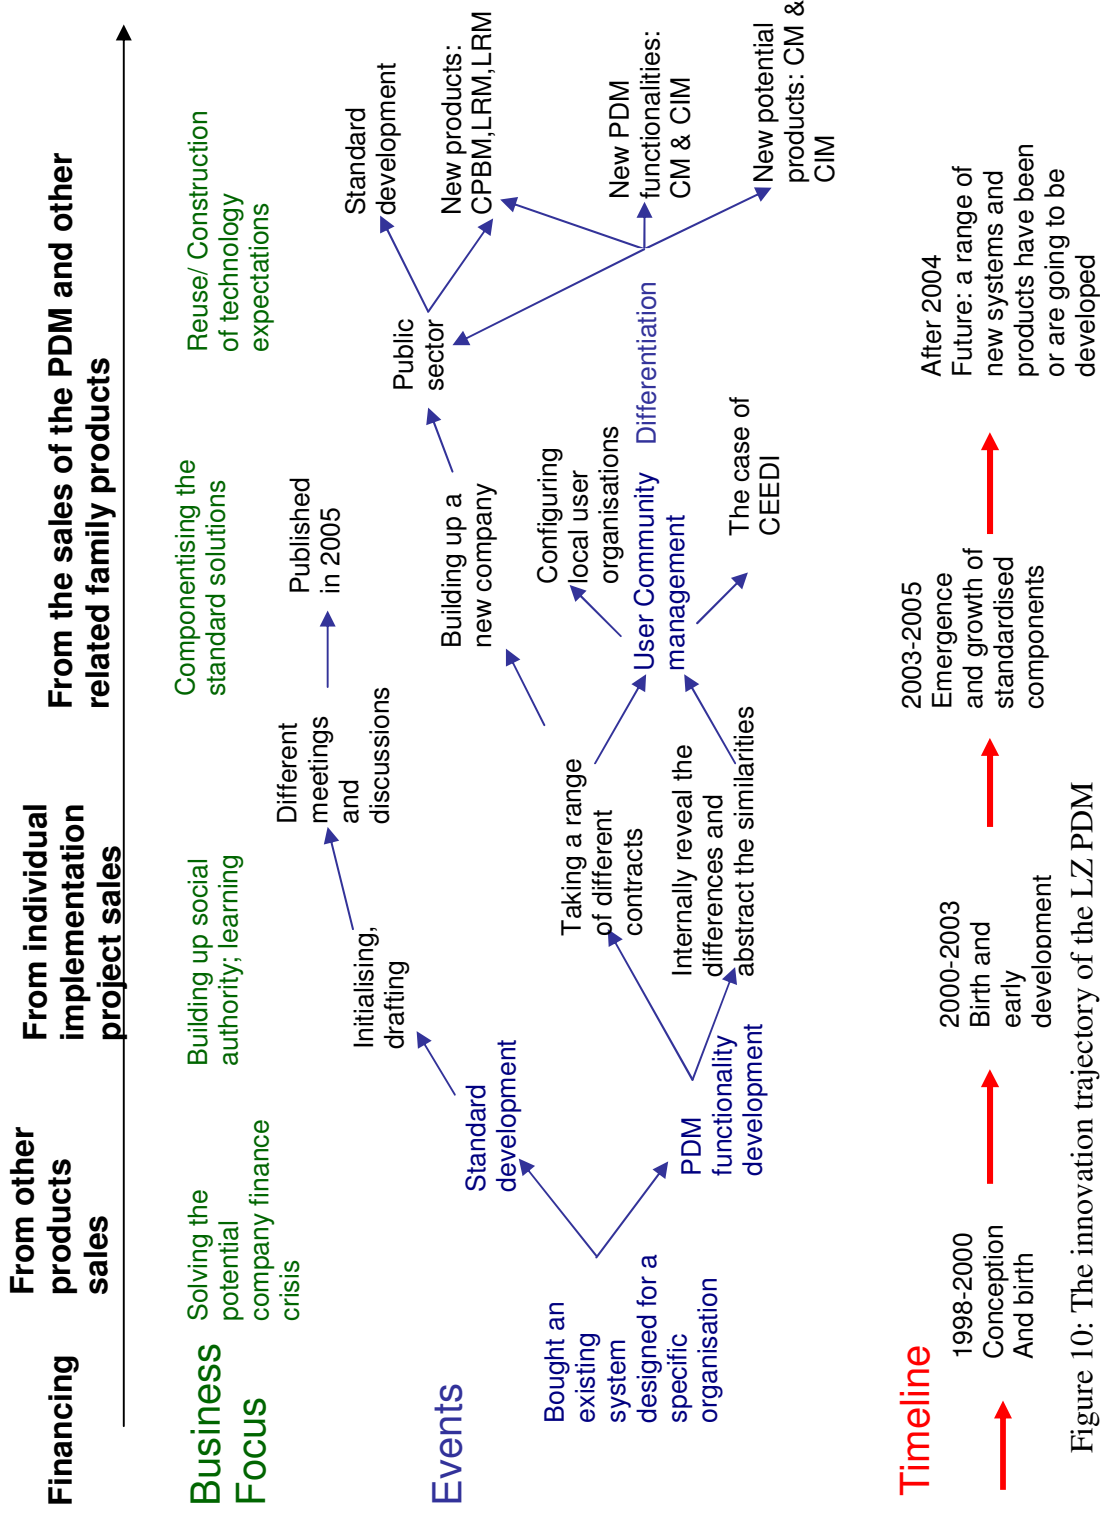 Financing
From other
products
sales
From individual
implementation
project sales
From the sales of the PDM and other
related family products
Business
Focus
Solving the
potential
company finance
crisis
Building up social
authority; learning
Componentising the
standard solutions
Reuse/ Construction
of technology
expectations
Events
Bought an
existing
system
designed for a
specific
organisation
Standard
development
PDM
functionality
development
Initialising,
drafting
Different
meetings
and
discussions
Published
in 2005
Taking a range
of different
contracts
Internally reveal the
differences and
abstract the similarities
Building up a
new company
Configuring
local user
organisations
User Community
management
The case of
CEEDI
Differentiation
Public
sector
Standard
development
New products:
CPBM,LRM,LRM
New PDM
functionalities:
CM & CIM
New potential
products: CM &
CIM
Timeline
1998-2000
Conception
And birth
2000-2003
Birth and
early
development
2003-2005
Emergence
and growth of
standardised
components
After 2004
Future: a range of
new systems and
products have been
or are going to be
developed
Figure 10: The innovation trajectory of the LZ PDM